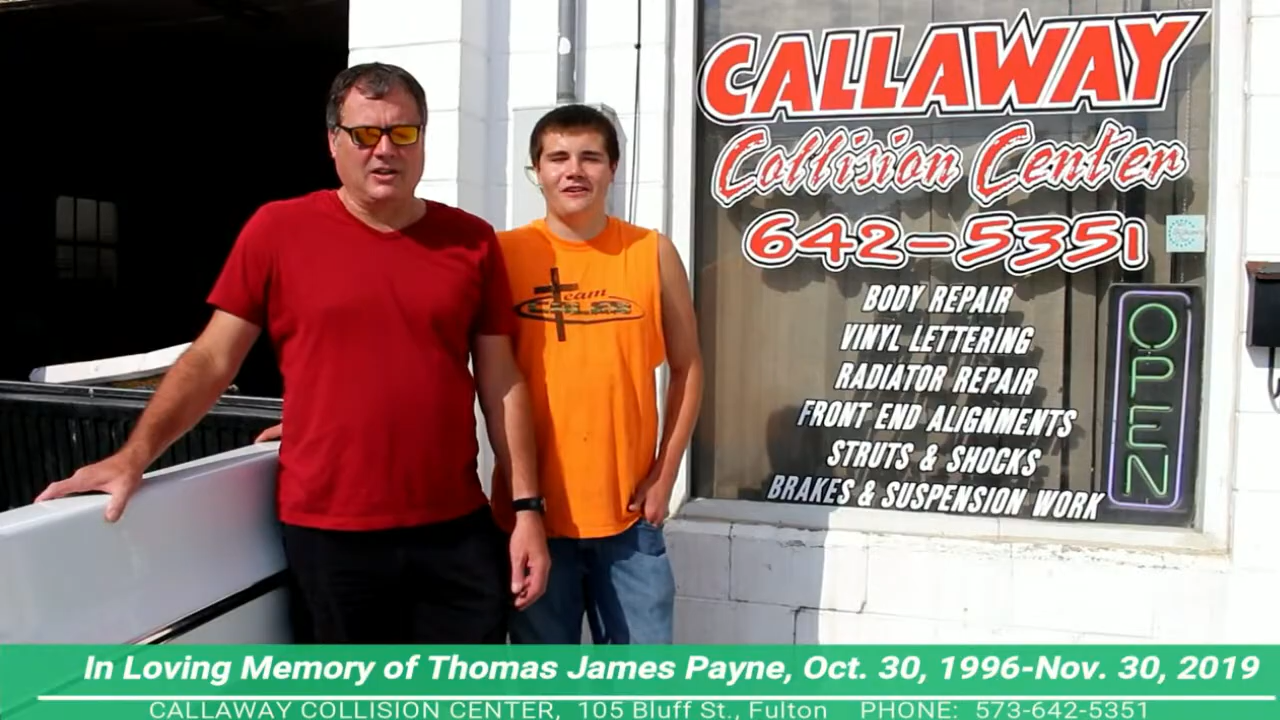 CALLAWAY
Collision Center
642-5351
BODY REPAIR
VINYL LETTERING
RADIATOR REPAIR
FRONT END ALIGNMENTS
STRUTS & SHOCKS
BRAKES & SUSPENSION WORK
OPEN
Team
In Loving Memory of Thomas James Payne, Oct. 30, 1996-Nov. 30, 2019
CALLAWAY COLLISION CENTER, 105 Bluff St., Fulton PHONE: 573-642-5351